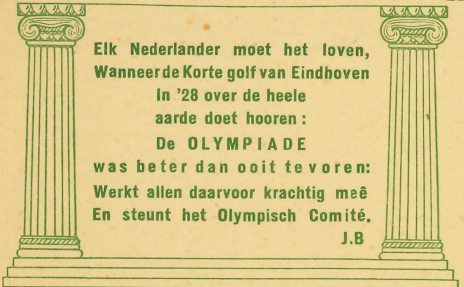 Elk Nederlander moet het loven,
Wanneer de Korte golf van Eindhoven
In '28 over de heele
aarde doet hooren:
De OLYMPIADE
was beter dan ooit te voren:
Werkt allen daarvoor krachtig meê
En steunt het Olympisch Comité.
J.B